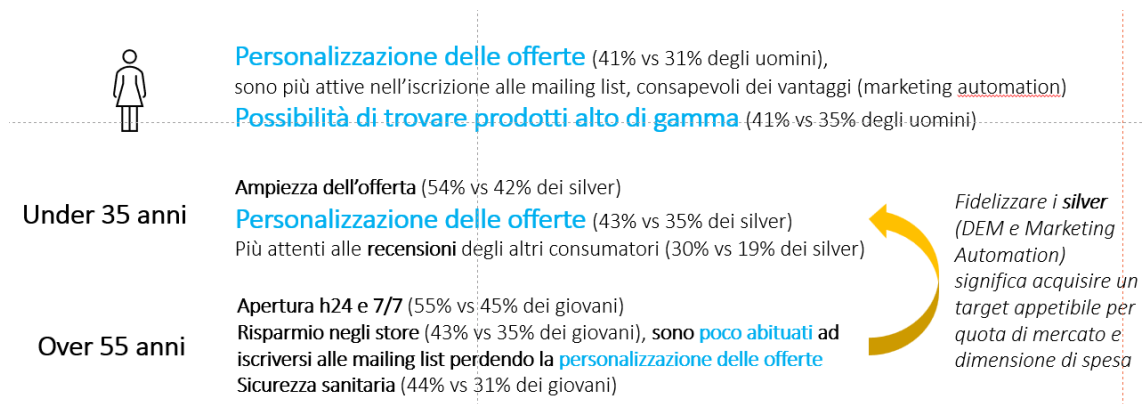 Personalizzazione delle offerte (41% vs 31% degli uomini),
sono più attive nell'iscrizione alle mailing list, consapevoli dei vantaggi (marketing automation)
Possibilità di trovare prodotti alto di gamma (41% vs 35% degli uomini)
Under 35 anni
Ampiezza dell'offerta (54% vs 42% dei silver)
Personalizzazione delle offerte (43% vs 35% dei silver)
Più attenti alle recensioni degli altri consumatori (30% vs 19% dei silver)
Over 55 anni
Apertura h24 e 7/7 (55% vs 45% dei giovani)
Risparmio negli store (43% vs 35% dei giovani), sono poco abituati ad
iscriversi alle mailing list perdendo la personalizzazione delle offerte
Sicurezza sanitaria (44% vs 31% dei giovani)
Fidelizzare i silver
(DEM e Marketing
Automation)
significa acquisire un
target appetibile per
quota di mercato e
dimensione di spesa